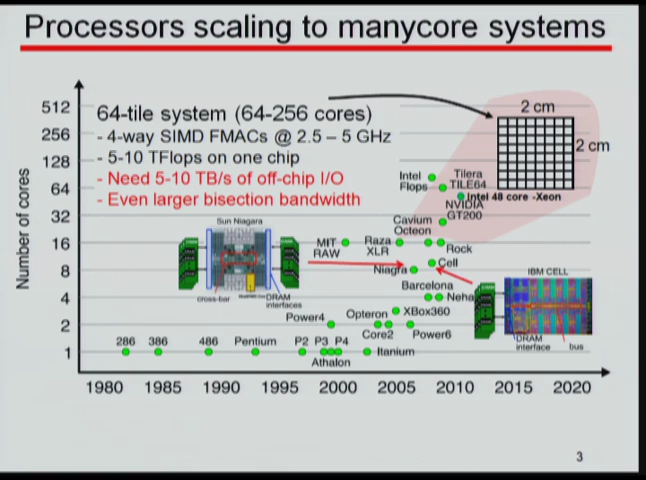 Processors scaling to manycore systems
512
256
128
64
32
16
8
4
2
1
Number of cores
64-tile system (64-256 cores)
- 4-way SIMD FMACs @ 2.5 – 5 GHz
- 5-10 TFlops on one chip
- Need 5-10 TB/s of off-chip I/O
- Even larger bisection bandwidth
2 cm
2 cm
Intel
Flops
Tilera
TILE64
Intel 48 core -Xeon
NVIDIA
GT200
Cavium
Octeon
Sun Niagara
MIT
RAW
Raza
XLR
Rock
Niagra
Cell
IBM CELL
cross-bar
DRAM
interfaces
Barcelona
Neha
XBox360
Power4
Opteron
Core2
Power6
DRAM
interface
bus
286
386
486
Pentium
P2
P3
P4
Athalon
Itanium
1980
1985
1990
1995
2000
2005
2010
2015
2020
3